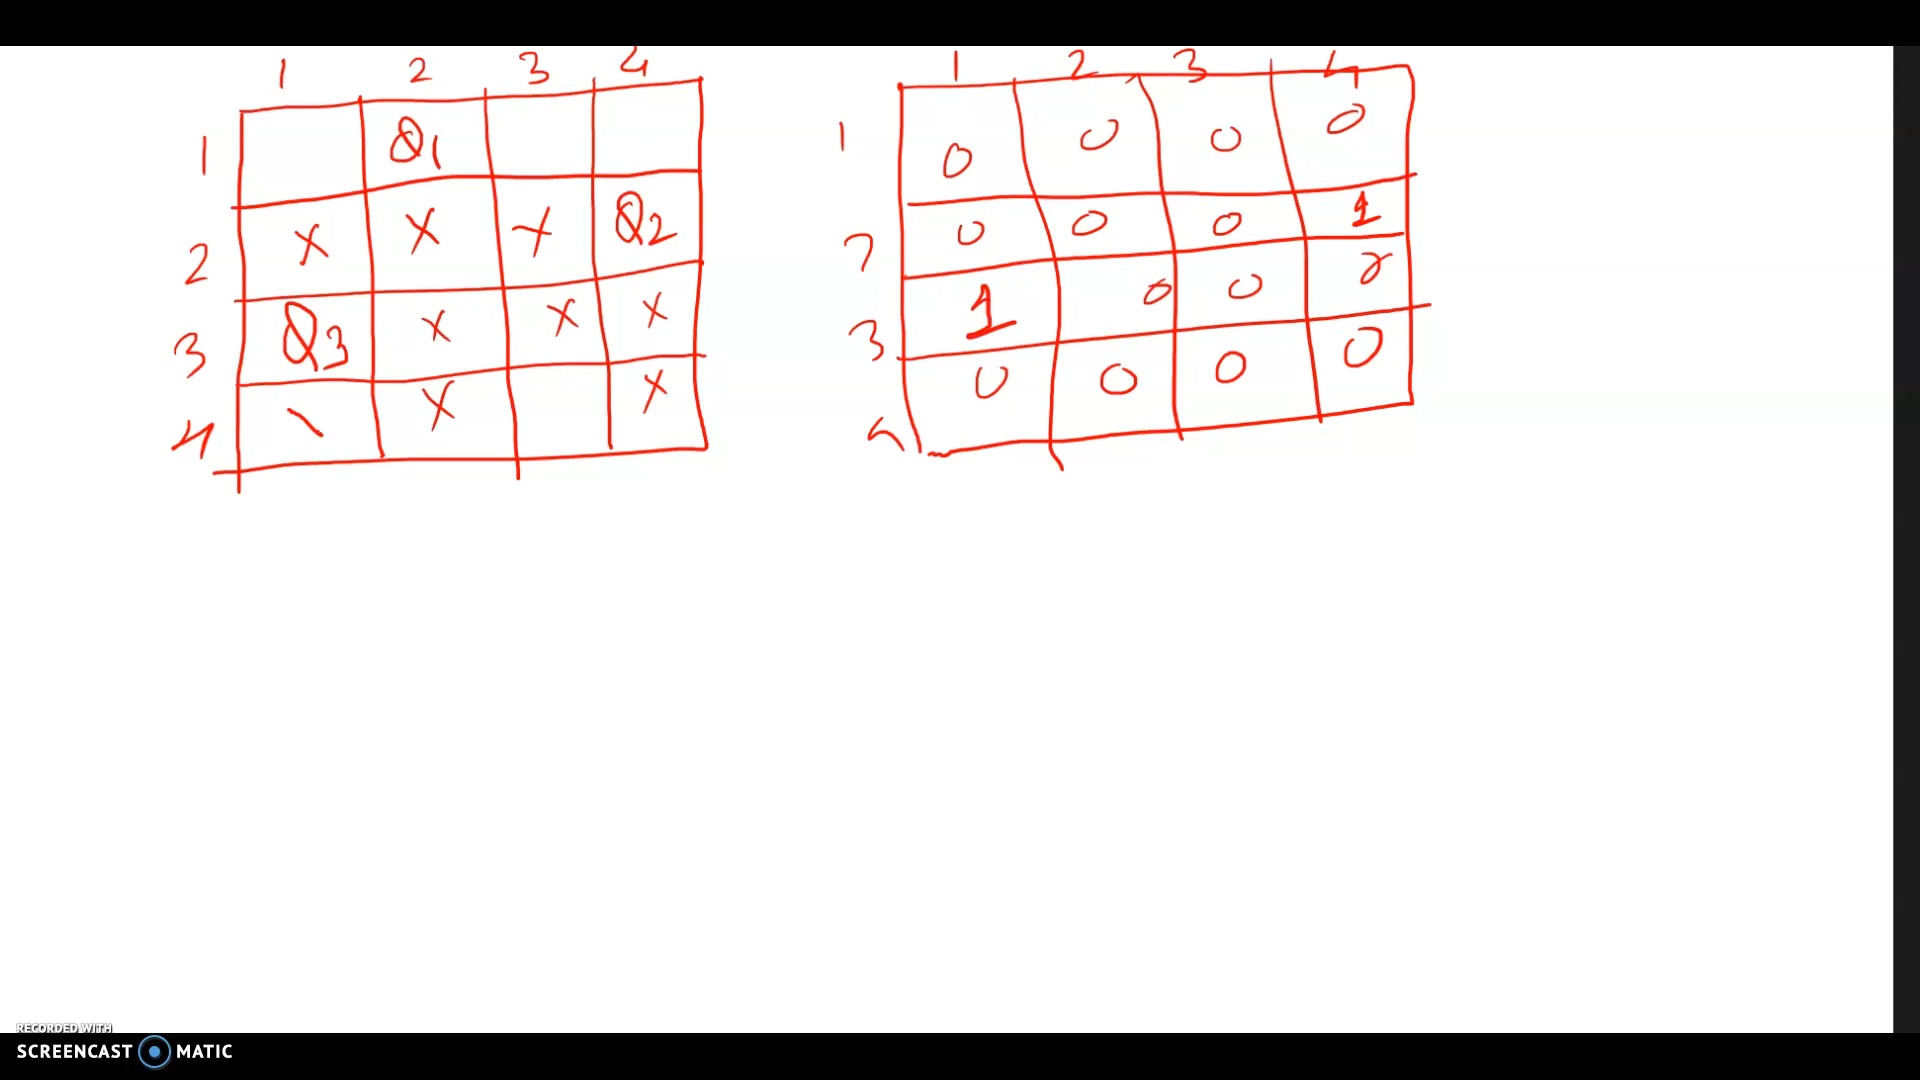 1 2 3 4
1 Q1
2 X X X Q2
3 Q3 X X X
4 \ X X
1 2 3 4
1 0 0 0 0
2 0 0 0 1
3 1 0 0 0
4 0 0 0 0
RECORDED WITH
SCREENCAST MATIC